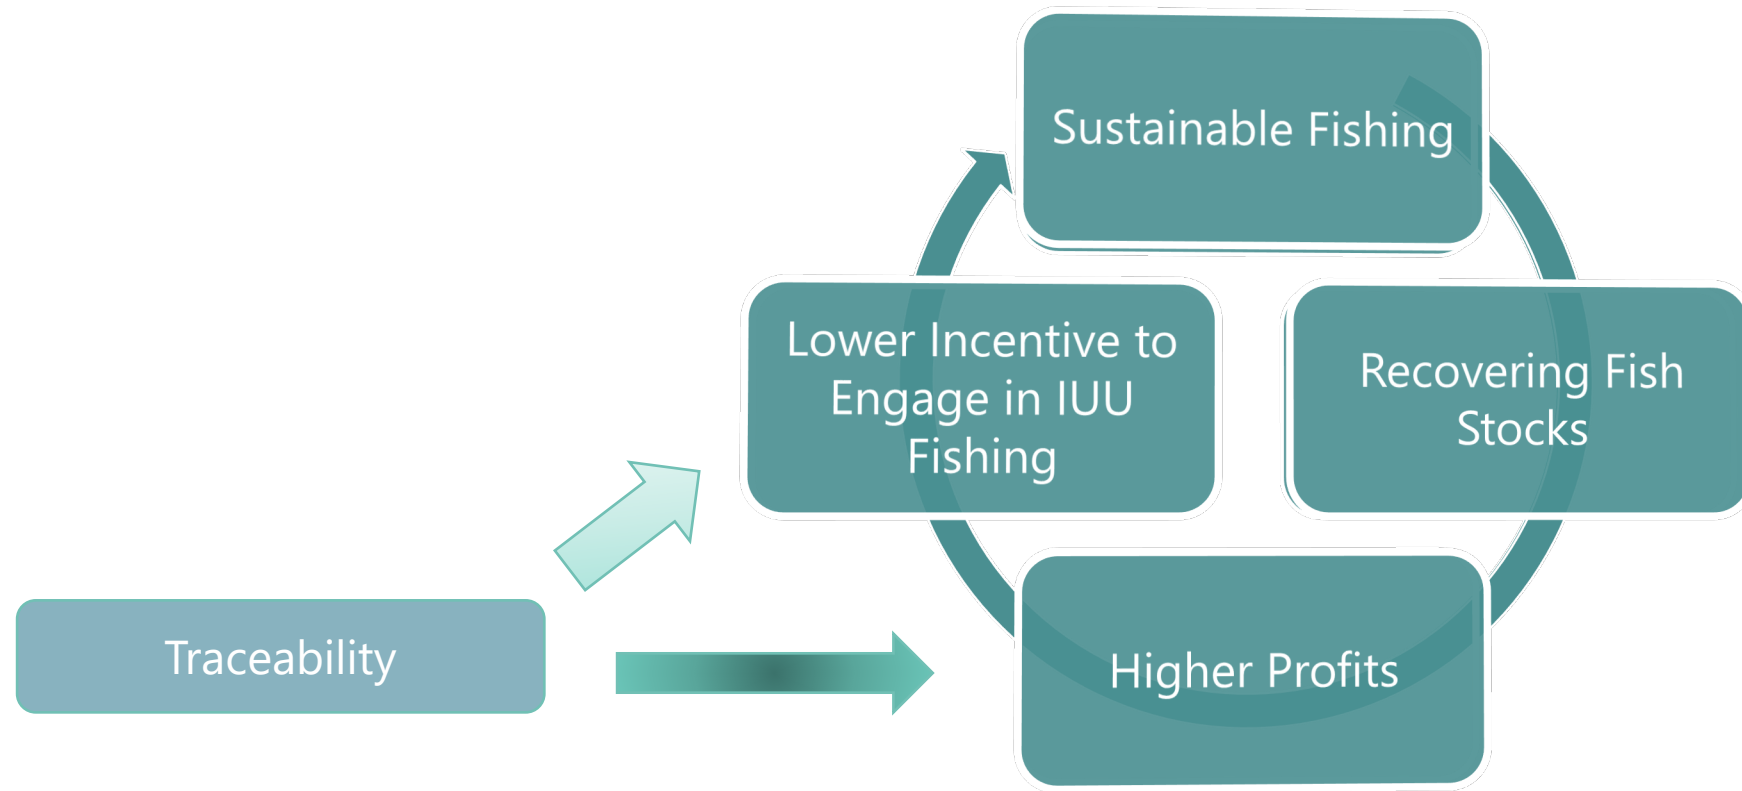 Sustainable Fishing
Lower Incentive to
Engage in IUU
Fishing
Recovering Fish
Stocks
Traceability
Higher Profits